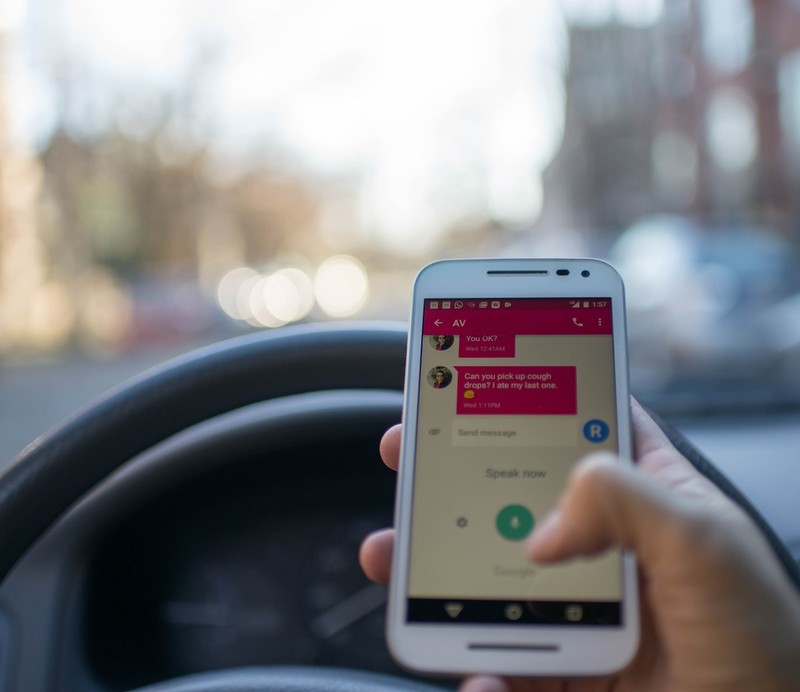 1:57
AV
You OK?
Wed 12:41AM
Can you pick up cough
drops? I ate my last one.
Wed 1:11PM
Send message
R
Speak now
Google